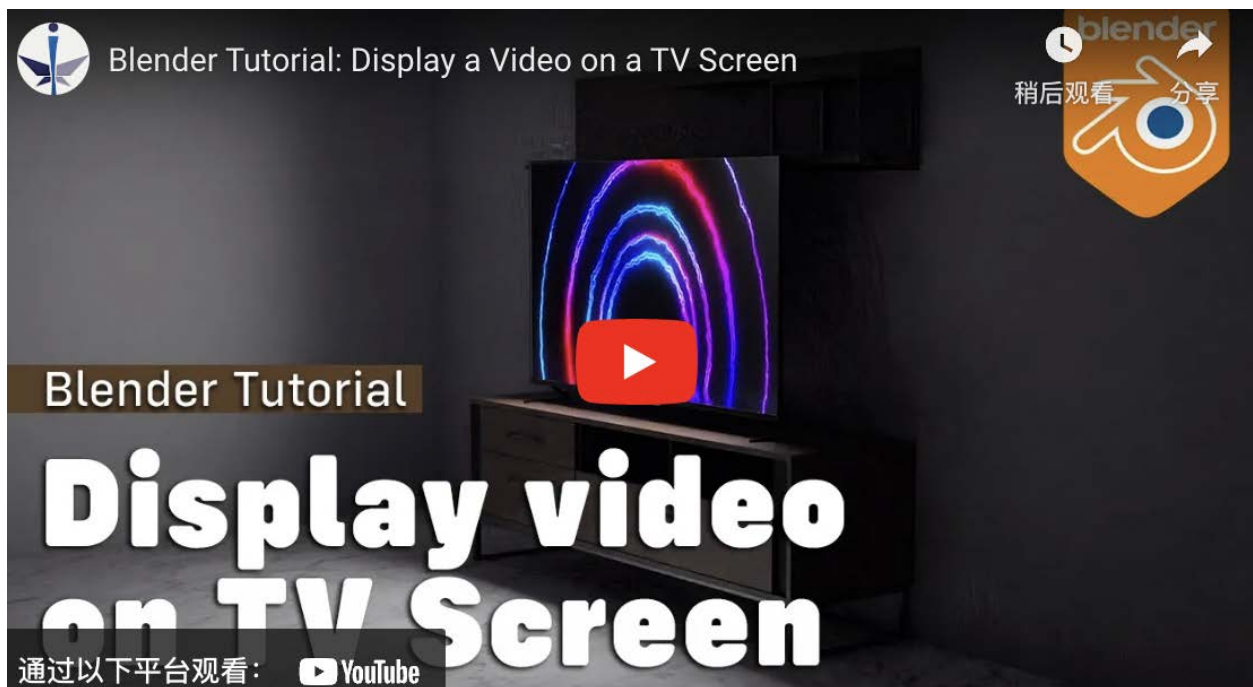 Blender Tutorial: Display a Video on a TV Screen
blender
稍后观看
分享
Blender Tutorial
Display video
on TV Screen
通过以下平台观看：
YouTube